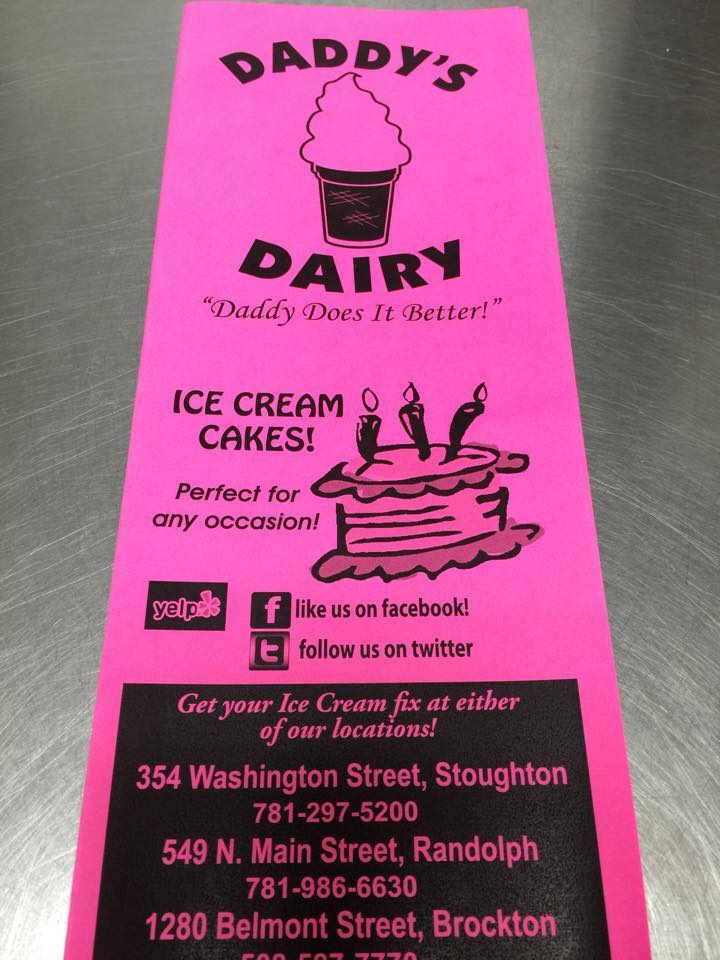 DADDY'S
DAIRY
"Daddy Does It Better!"
ICE CREAM
CAKES!
Perfect for
any occasion!
yelp
f like us on facebook!
t follow us on twitter
Get your Ice Cream fix at either
of our locations!
354 Washington Street, Stoughton
781-297-5200
549 N. Main Street, Randolph
781-986-6630
1280 Belmont Street, Brockton